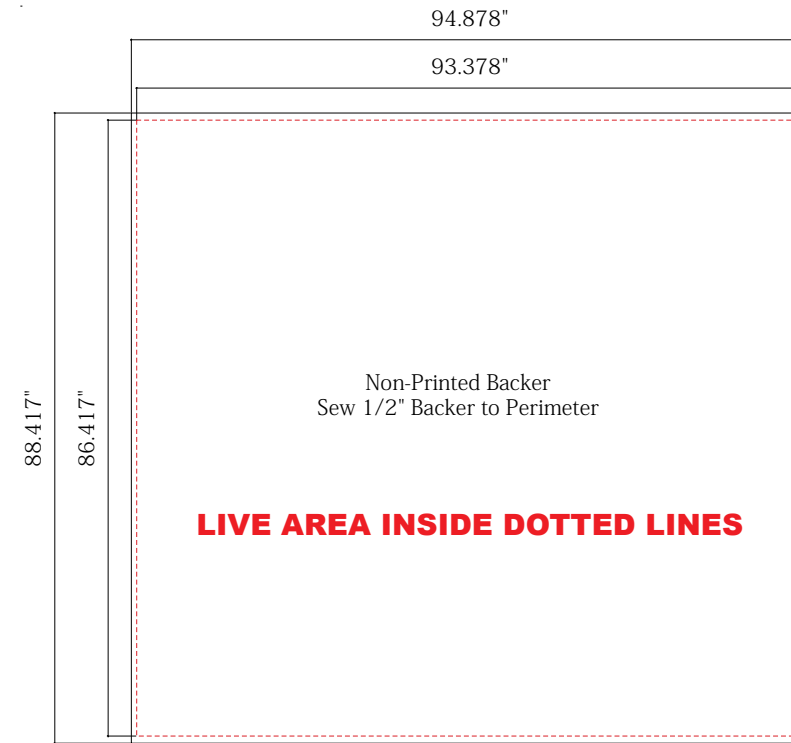 94.878"
93.378"
88.417"
86.417"
Non-Printed Backer
Sew 1/2" Backer to Perimeter
LIVE AREA INSIDE DOTTED LINES